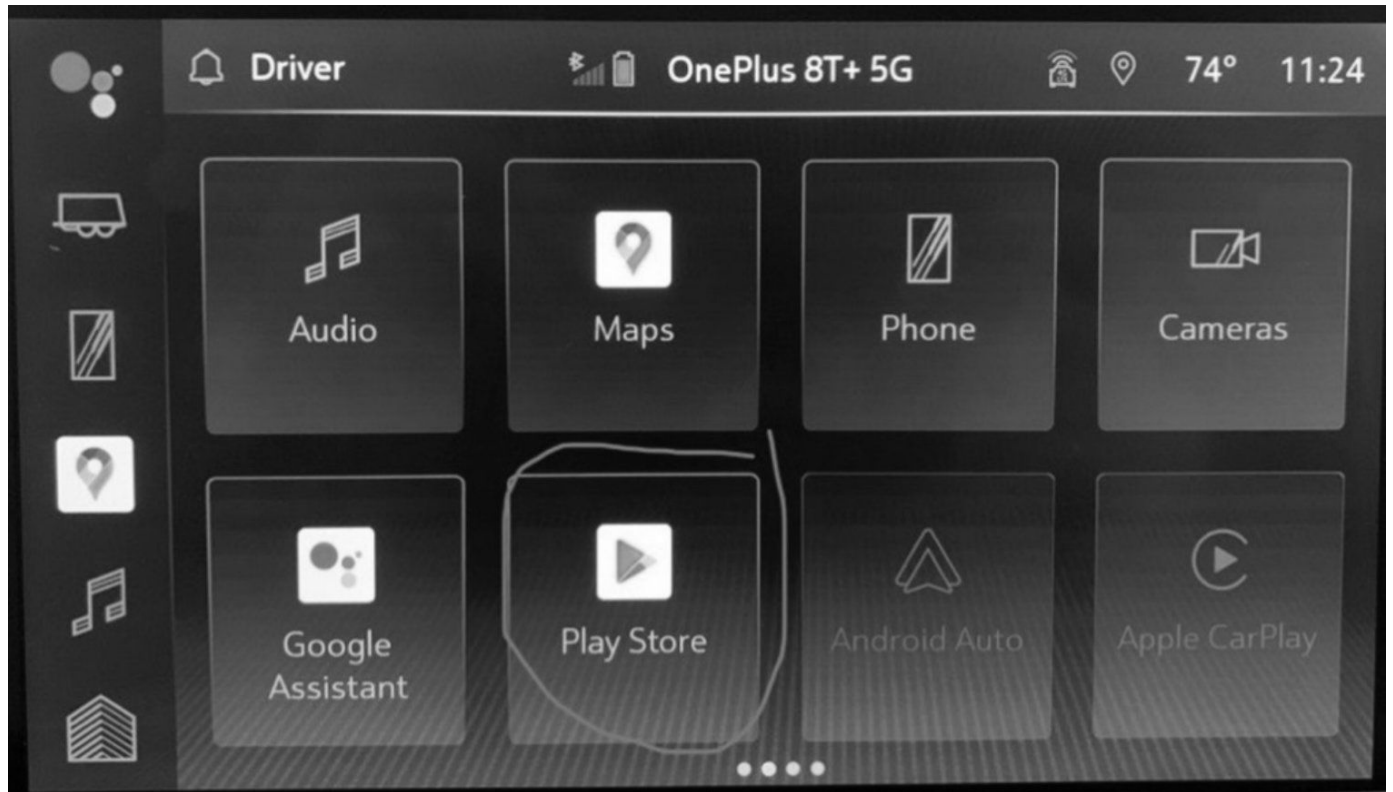 Driver
OnePlus 8T+ 5G
74° 11:24
Audio
Maps
Phone
Cameras
Google
Assistant
Play Store
Android Auto
Apple CarPlay